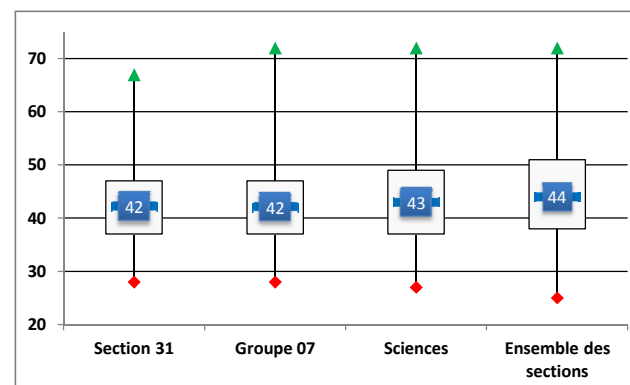 70
60
50
40
30
20
42
42
43
44
Section 31
Groupe 07
Sciences
Ensemble des
sections